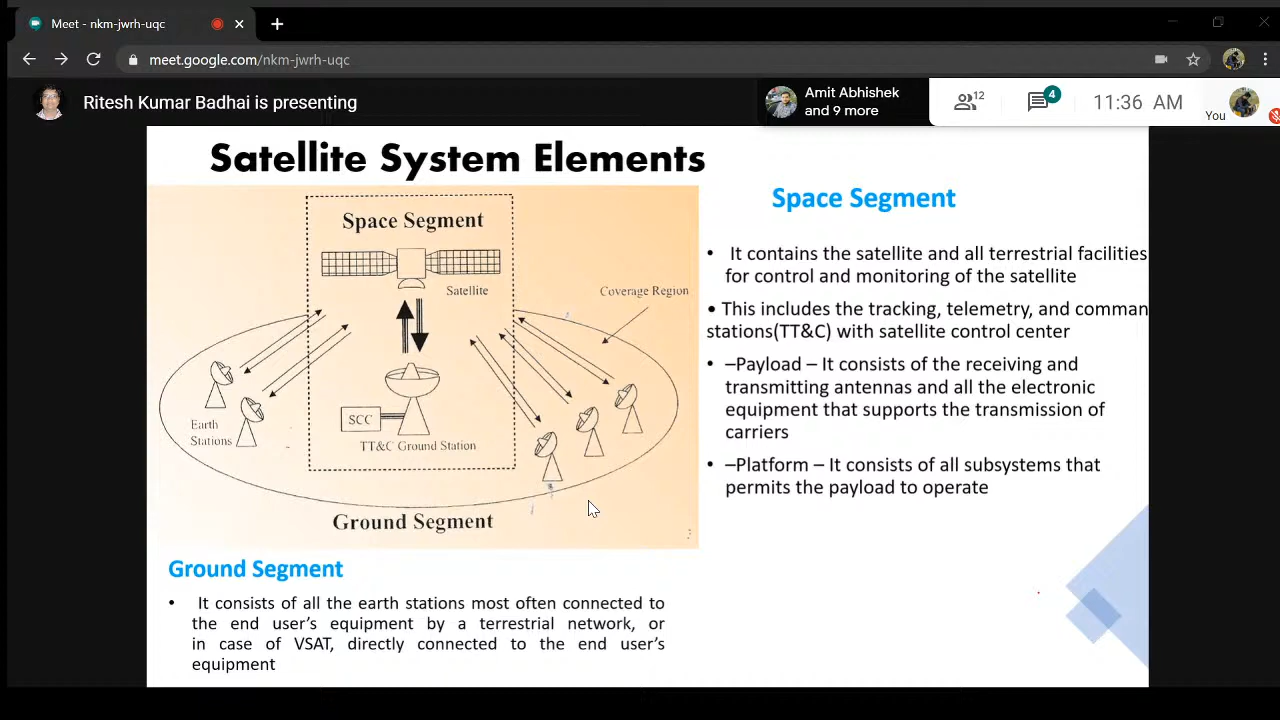 Meet - nkm-jwrh-uqc
meet.google.com/nkm-jwrh-uqc
Ritesh Kumar Badhai is presenting
Amit Abhishek
and 9 more
12
4
11:36 AM
You
Satellite System Elements
Space Segment
Satellite
Coverage Region
Earth
Stations
SCC
TT&C Ground Station
Ground Segment
Space Segment
• It contains the satellite and all terrestrial facilities
for control and monitoring of the satellite
• This includes the tracking, telemetry, and comman
stations(TT&C) with satellite control center
• –Payload – It consists of the receiving and
transmitting antennas and all the electronic
equipment that supports the transmission of
carriers
• –Platform – It consists of all subsystems that
permits the payload to operate
Ground Segment
• It consists of all the earth stations most often connected to
the end user's equipment by a terrestrial network, or
in case of VSAT, directly connected to the end user's
equipment